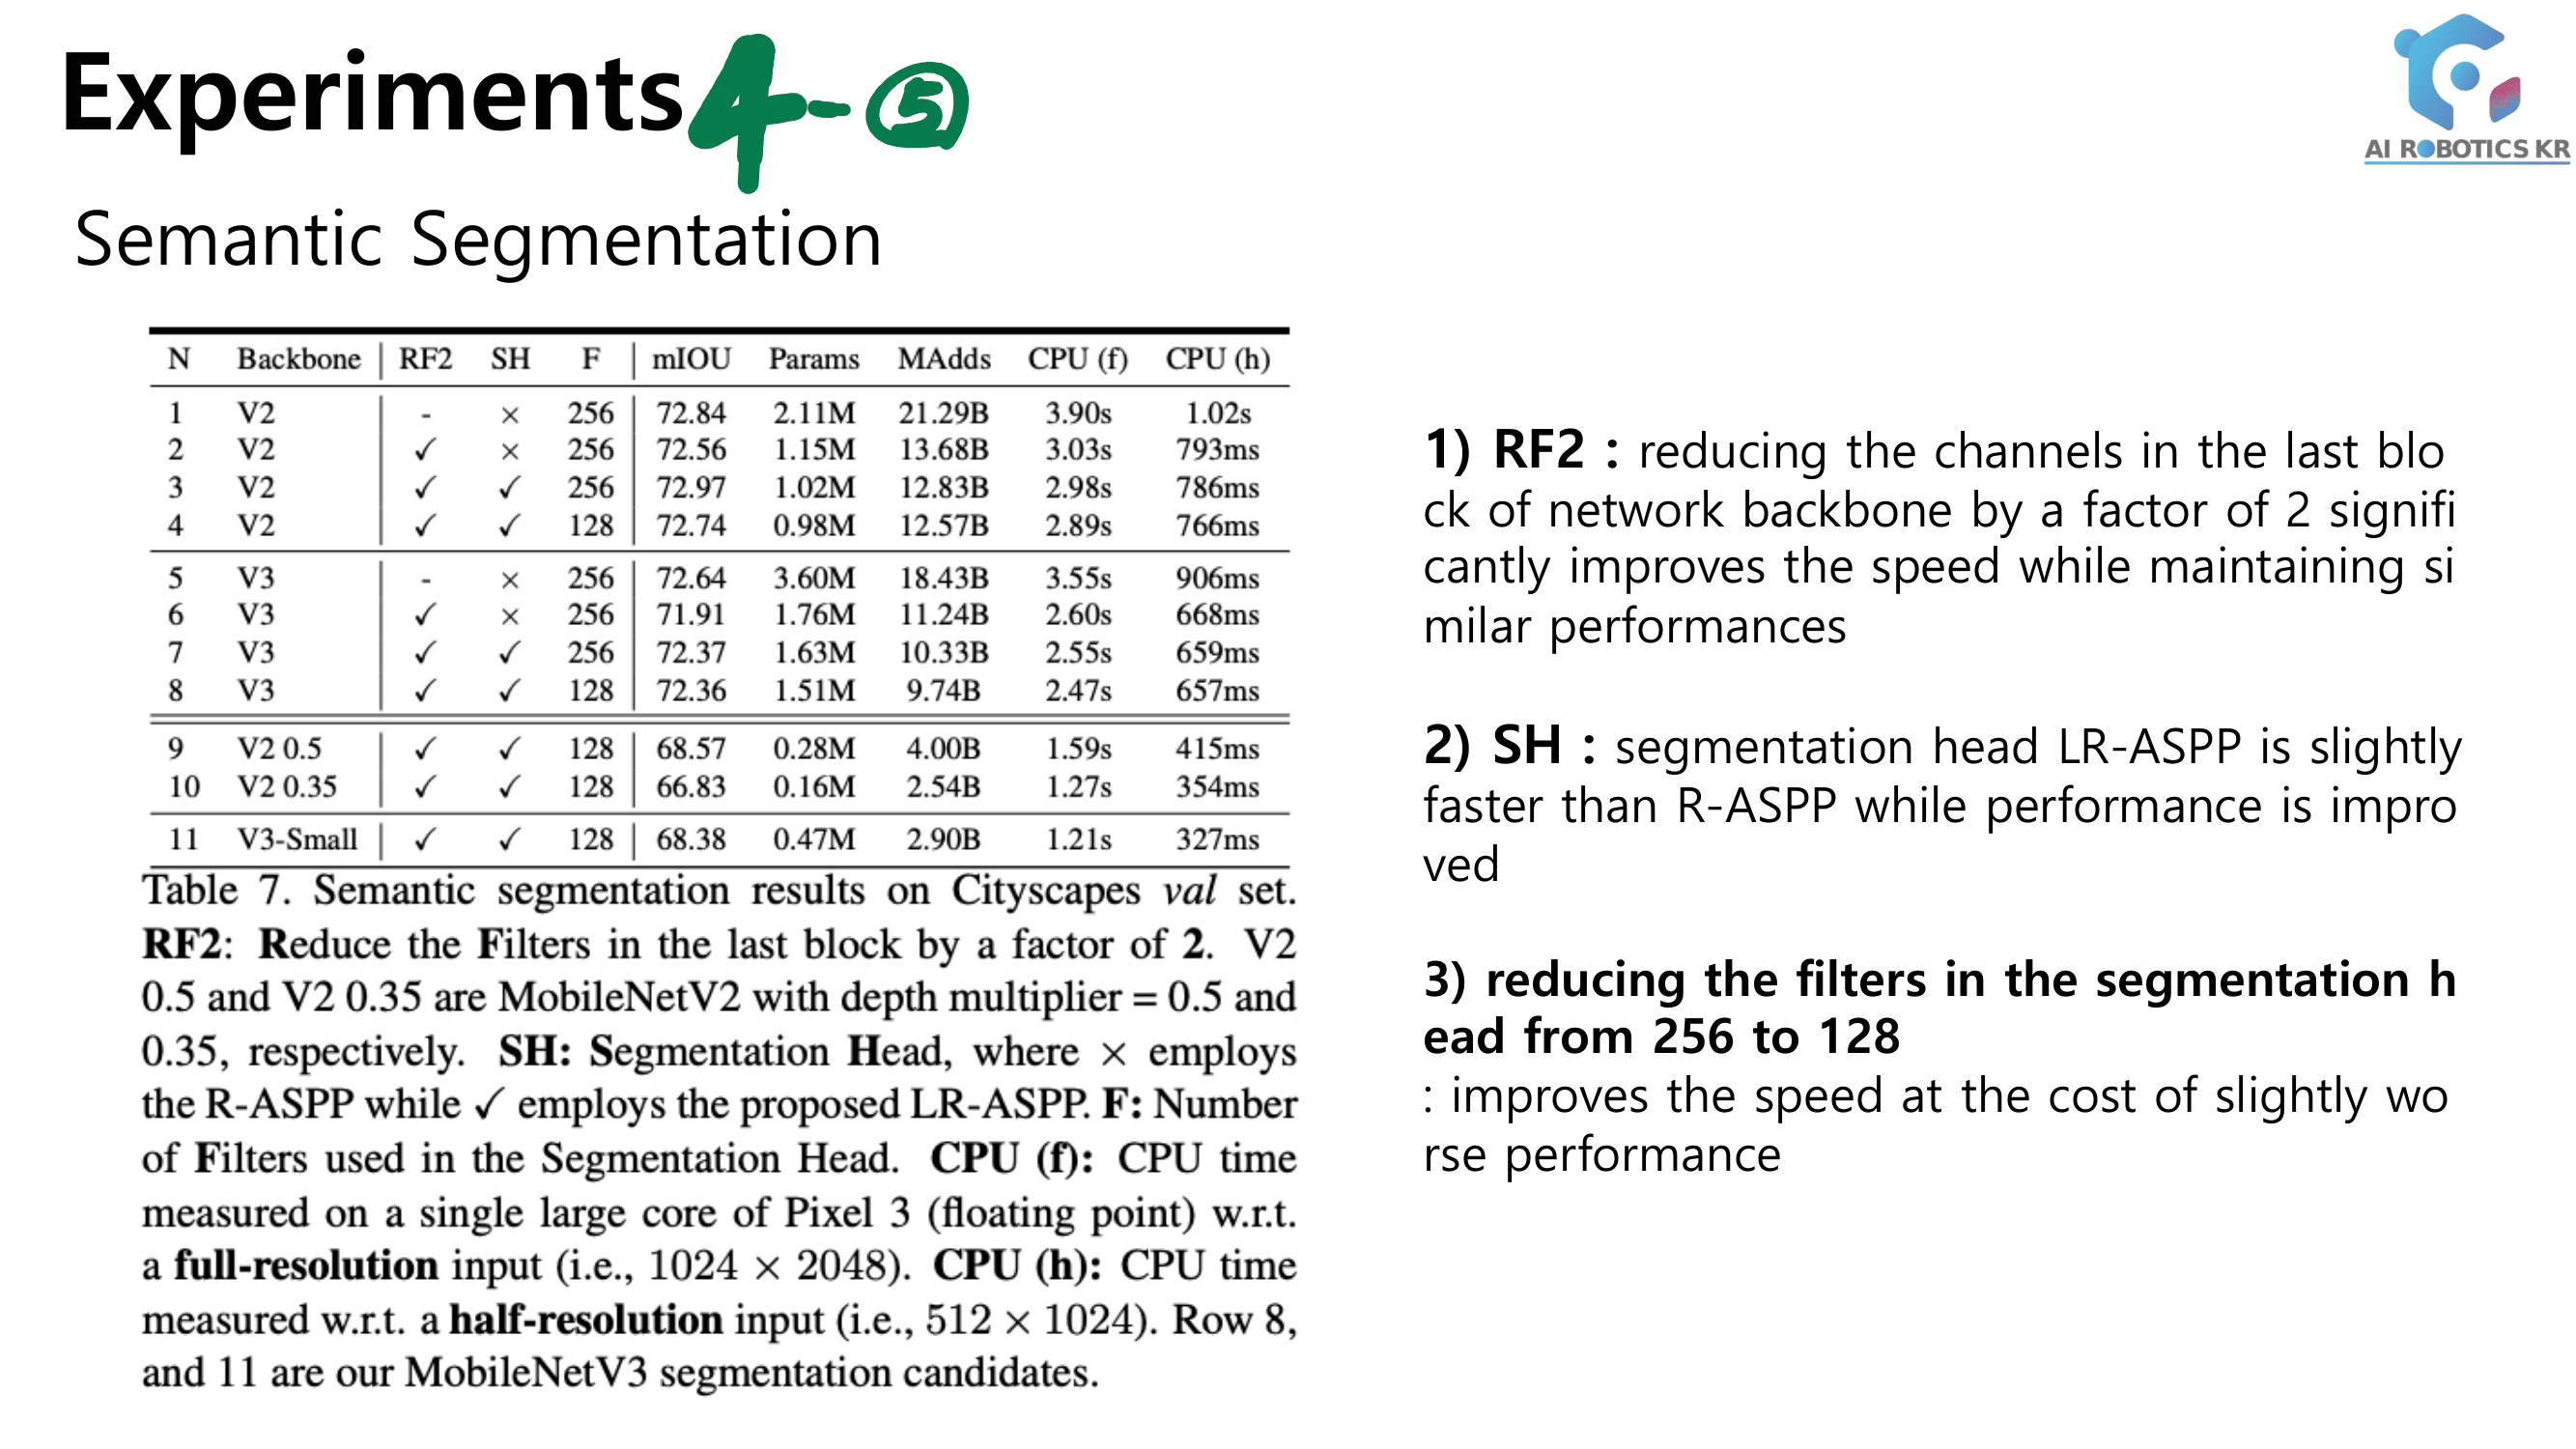 Experiments 4-⑤
AI ROBOTICS KR
Semantic Segmentation
N Backbone RF2 SH F mIOU Params MAdds CPU (f) CPU (h)
1 V2 - × 256 72.84 2.11M 21.29B 3.90s 1.02s
2 V2 ✓ × 256 72.56 1.15M 13.68B 3.03s 793ms
3 V2 ✓ ✓ 256 72.97 1.02M 12.83B 2.98s 786ms
4 V2 ✓ ✓ 128 72.74 0.98M 12.57B 2.89s 766ms
5 V3 - × 256 72.64 3.60M 18.43B 3.55s 906ms
6 V3 ✓ × 256 71.91 1.76M 11.24B 2.60s 668ms
7 V3 ✓ ✓ 256 72.37 1.63M 10.33B 2.55s 659ms
8 V3 ✓ ✓ 128 72.36 1.51M 9.74B 2.47s 657ms
9 V2 0.5 ✓ ✓ 128 68.57 0.28M 4.00B 1.59s 415ms
10 V2 0.35 ✓ ✓ 128 66.83 0.16M 2.54B 1.27s 354ms
11 V3-Small ✓ ✓ 128 68.38 0.47M 2.90B 1.21s 327ms
Table 7. Semantic segmentation results on Cityscapes val set.
RF2: Reduce the Filters in the last block by a factor of 2. V2
0.5 and V2 0.35 are MobileNetV2 with depth multiplier = 0.5 and
0.35, respectively. SH: Segmentation Head, where × employs
the R-ASPP while ✓ employs the proposed LR-ASPP. F: Number
of Filters used in the Segmentation Head. CPU (f): CPU time
measured on a single large core of Pixel 3 (floating point) w.r.t.
a full-resolution input (i.e., 1024 × 2048). CPU (h): CPU time
measured w.r.t. a half-resolution input (i.e., 512 × 1024). Row 8,
and 11 are our MobileNetV3 segmentation candidates.
1) RF2 : reducing the channels in the last blo
ck of network backbone by a factor of 2 signifi
cantly improves the speed while maintaining si
milar performances
2) SH : segmentation head LR-ASPP is slightly
faster than R-ASPP while performance is impro
ved
3) reducing the filters in the segmentation h
ead from 256 to 128
: improves the speed at the cost of slightly wo
rse performance